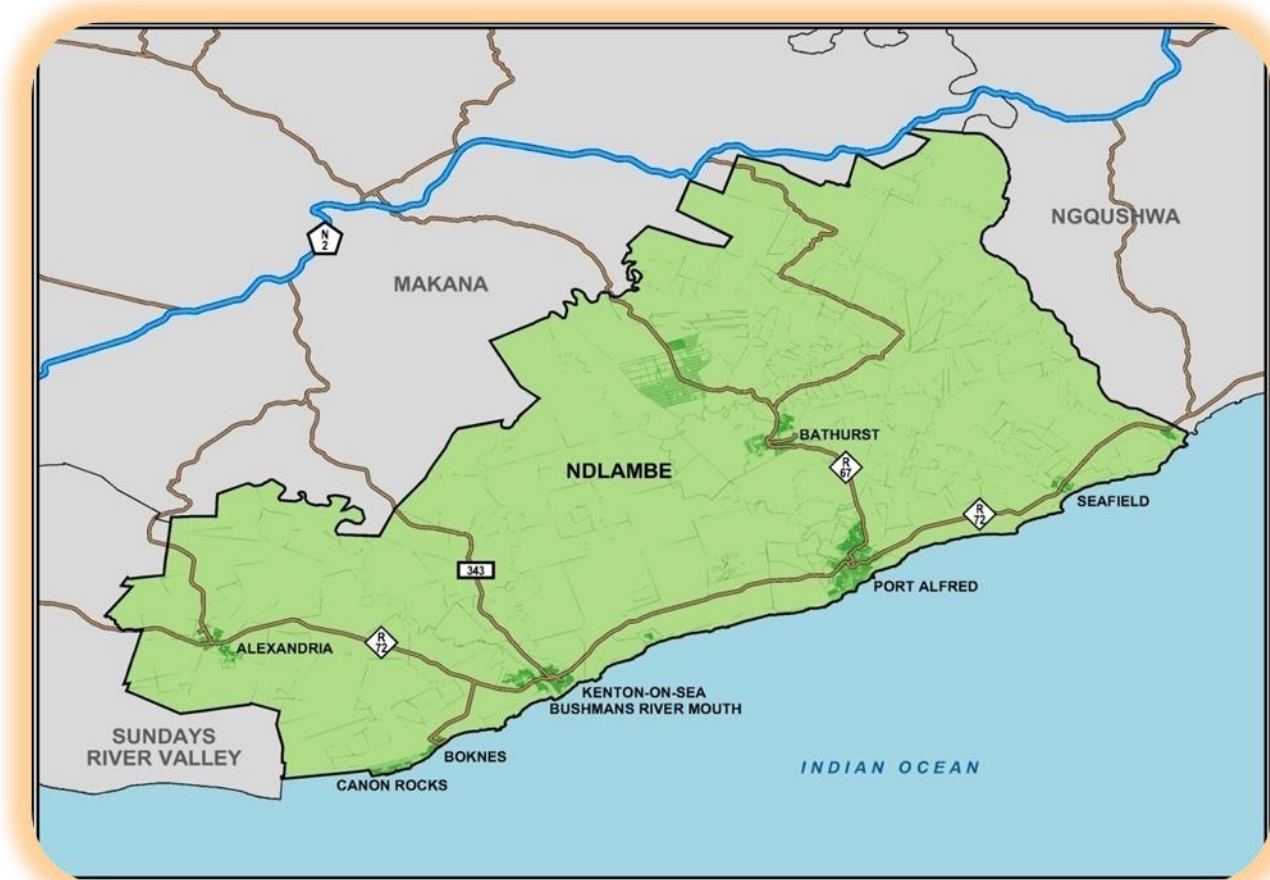 NGQUSHWA
N
2
MAKANA
BATHURST
NDLAMBE
R
67
SEAFIELD
R
72
343
PORT ALFRED
R
72
ALEXANDRIA
KENTON-ON-SEA
BUSHMANS RIVER MOUTH
SUNDAYS
RIVER VALLEY
BOKNES
INDIAN OCEAN
CANON ROCKS